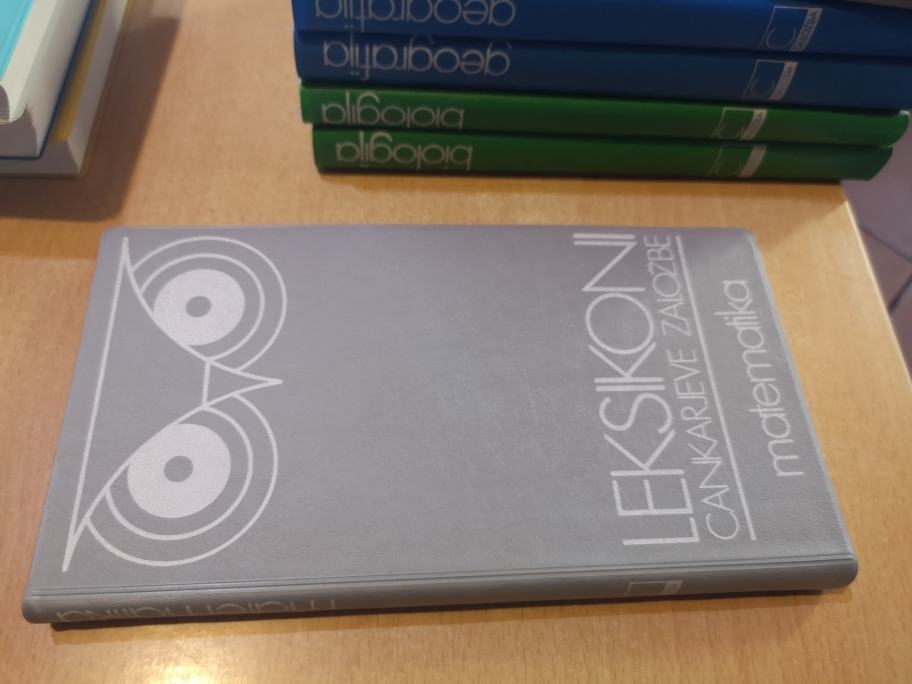 geografija
geografija
biologija
biologija
LEKSIKONI
CANKARJEVE ZALOŽBE
matematika
matematika